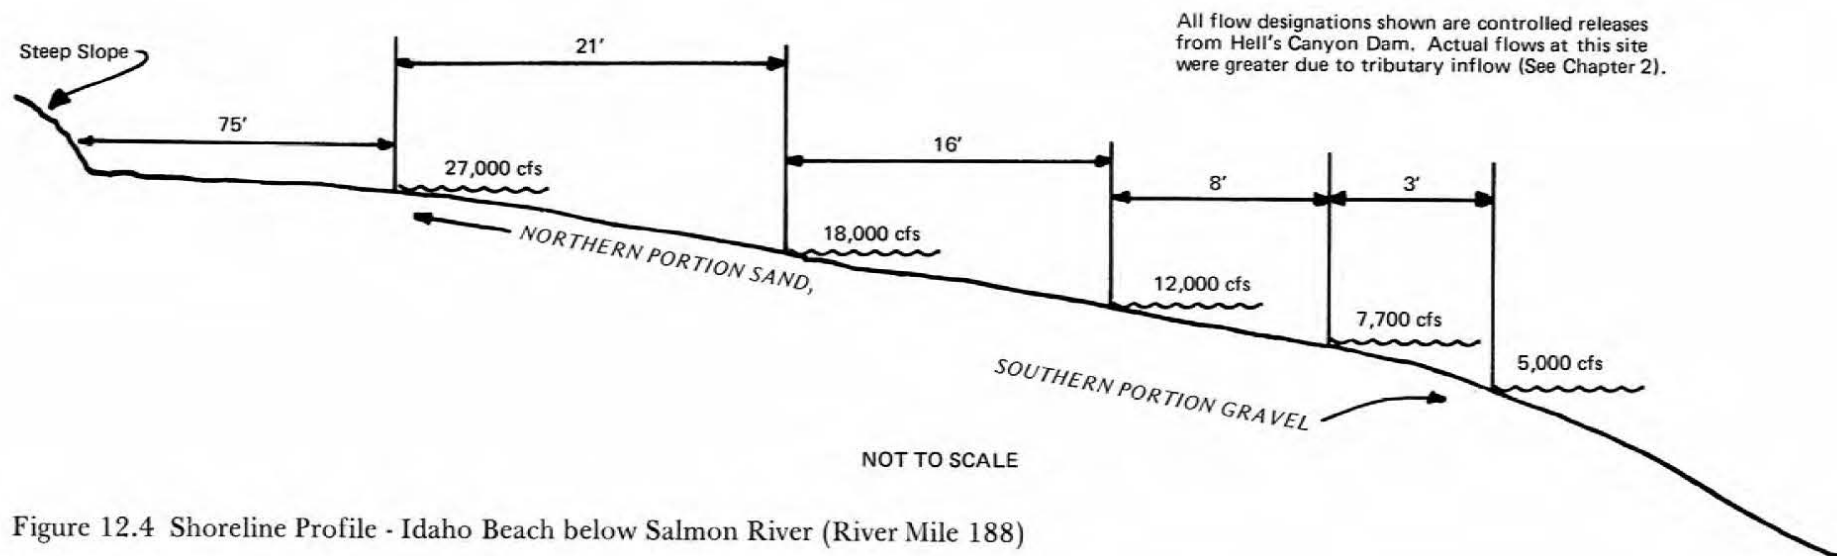 All flow designations shown are controlled releases
from Hell's Canyon Dam. Actual flows at this site
were greater due to tributary inflow (See Chapter 2).
Steep Slope
21'
75'
16'
8'
3'
27,000 cfs
18,000 cfs
12,000 cfs
7,700 cfs
5,000 cfs
NORTHERN PORTION SAND,
SOUTHERN PORTION GRAVEL
NOT TO SCALE
Figure 12.4 Shoreline Profile - Idaho Beach below Salmon River (River Mile 188)